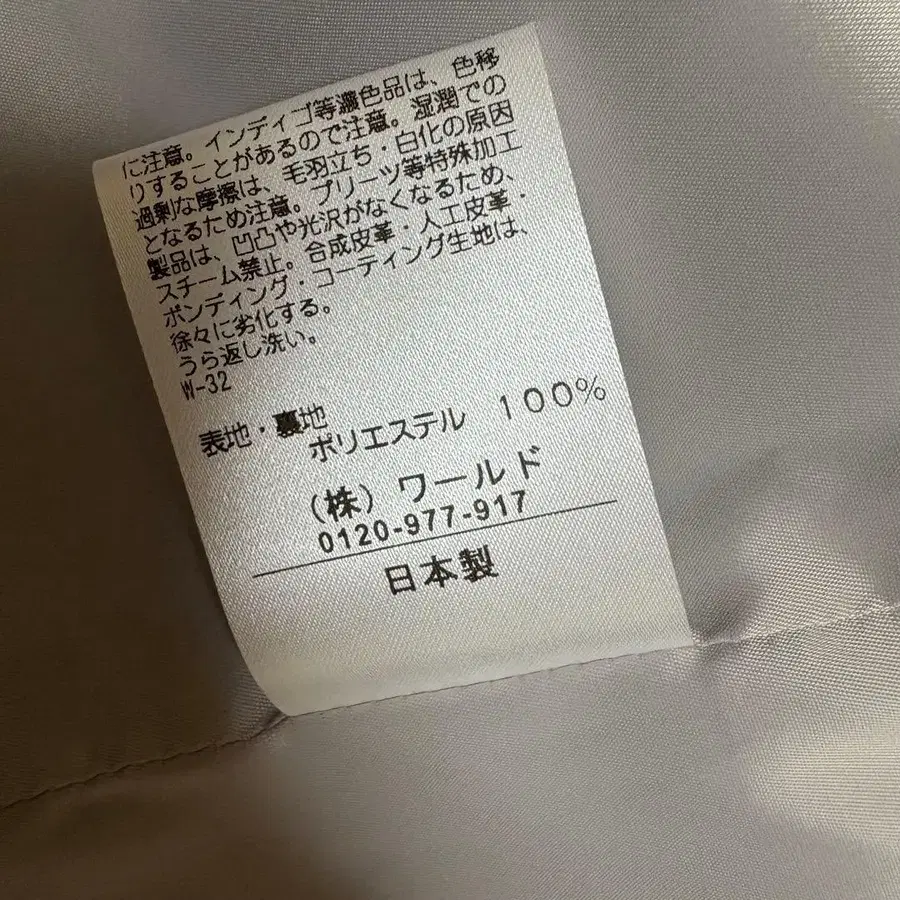 に注意。インディゴ等濃色品は、色移
りすることがあるので注意。湿潤での
過剰な摩擦は、毛羽立ち・白化の原因
となるため注意。プリーツ等特殊加工
製品は、凹凸や光沢がなくなるため、
スチーム禁止。合成皮革・人工皮革・
ボンディング・コーティング生地は、
徐々に劣化する。
うら返し洗い。
W-32
表地・裏地
ポリエステル 100%
(株) ワールド
0120-977-917
日本製